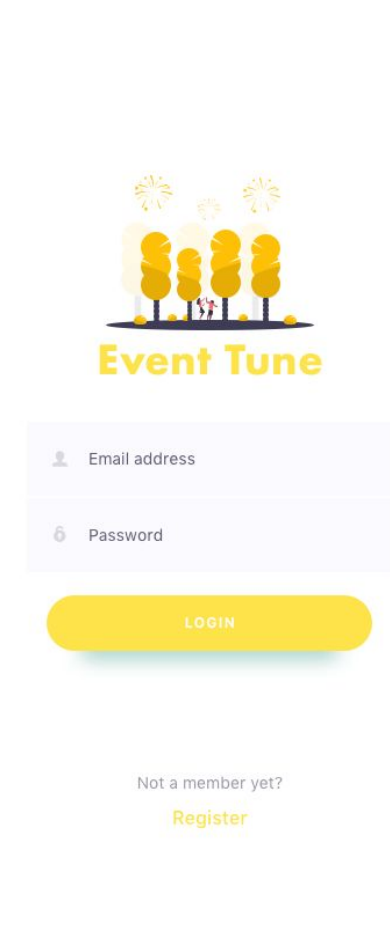 Event Tune
Email address
Password
LOGIN
Not a member yet?
Register